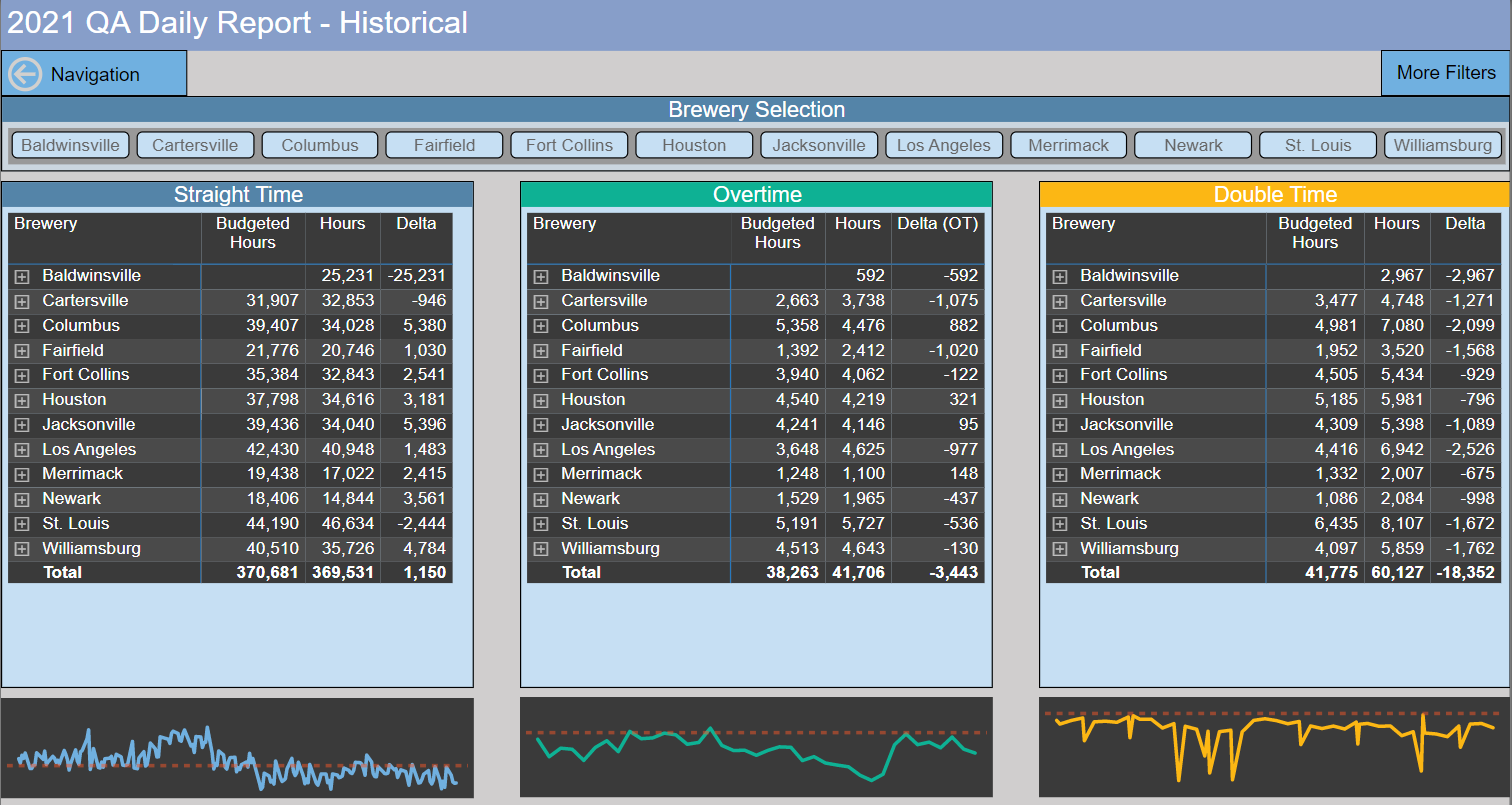 2021 QA Daily Report - Historical
Navigation
More Filters
Brewery Selection
Baldwinsville Cartersville Columbus Fairfield Fort Collins Houston Jacksonville Los Angeles Merrimack Newark St. Louis Williamsburg
Straight Time
Brewery Budgeted Hours Hours Delta
Baldwinsville 25,231 -25,231
Cartersville 31,907 32,853 -946
Columbus 39,407 34,028 5,380
Fairfield 21,776 20,746 1,030
Fort Collins 35,384 32,843 2,541
Houston 37,798 34,616 3,181
Jacksonville 39,436 34,040 5,396
Los Angeles 42,430 40,948 1,483
Merrimack 19,438 17,022 2,415
Newark 18,406 14,844 3,561
St. Louis 44,190 46,634 -2,444
Williamsburg 40,510 35,726 4,784
Total 370,681 369,531 1,150
Overtime
Brewery Budgeted Hours Hours Delta (OT)
Baldwinsville 592 -592
Cartersville 2,663 3,738 -1,075
Columbus 5,358 4,476 882
Fairfield 1,392 2,412 -1,020
Fort Collins 3,940 4,062 -122
Houston 4,540 4,219 321
Jacksonville 4,241 4,146 95
Los Angeles 3,648 4,625 -977
Merrimack 1,248 1,100 148
Newark 1,529 1,965 -437
St. Louis 5,191 5,727 -536
Williamsburg 4,513 4,643 -130
Total 38,263 41,706 -3,443
Double Time
Brewery Budgeted Hours Hours Delta
Baldwinsville 2,967 -2,967
Cartersville 3,477 4,748 -1,271
Columbus 4,981 7,080 -2,099
Fairfield 1,952 3,520 -1,568
Fort Collins 4,505 5,434 -929
Houston 5,185 5,981 -796
Jacksonville 4,309 5,398 -1,089
Los Angeles 4,416 6,942 -2,526
Merrimack 1,332 2,007 -675
Newark 1,086 2,084 -998
St. Louis 6,435 8,107 -1,672
Williamsburg 4,097 5,859 -1,762
Total 41,775 60,127 -18,352